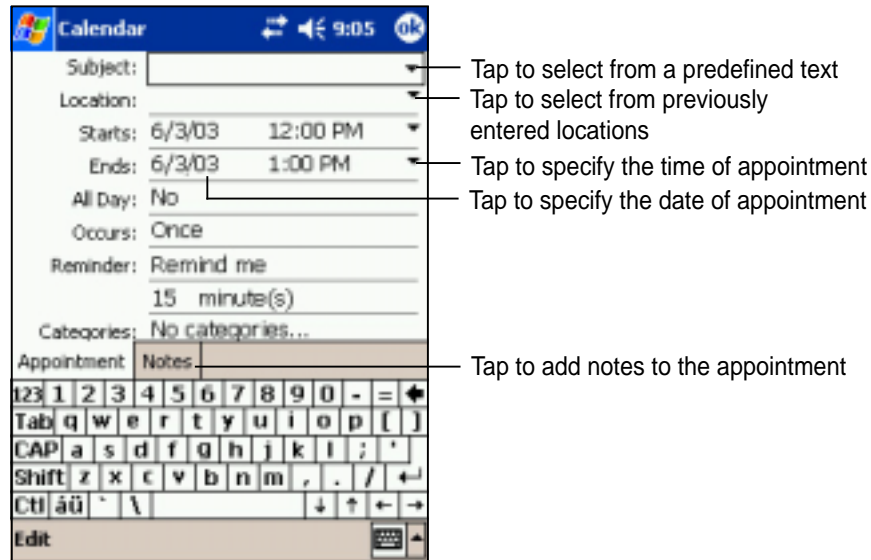 Calendar 9:05 ok
Subject:
Tap to select from a predefined text
Location:
Tap to select from previously
entered locations
Starts: 6/3/03 12:00 PM
Ends: 6/3/03 1:00 PM
Tap to specify the time of appointment
All Day: No
Tap to specify the date of appointment
Occurs: Once
Reminder: Remind me
15 minute(s)
Categories: No categories...
Appointment Notes
Tap to add notes to the appointment
123 1 2 3 4 5 6 7 8 9 0 - = ←
Tab q w e r t y u i o p [ ]
CAP a s d f g h j k l ; '
Shift z x c v b n m , . / ↵
Ctl áü ` \ ↓ ↑ ← →
Edit